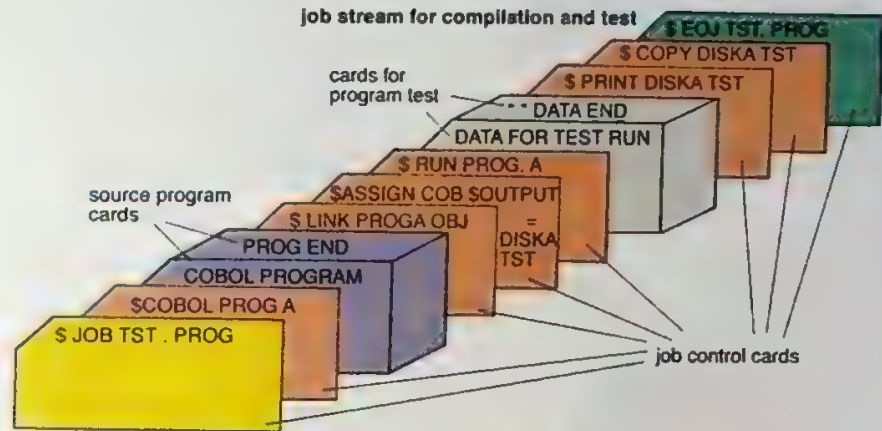 job stream for compilation and test
$ EOJ TST. PROG
$ COPY DISKA TST
$ PRINT DISKA TST
cards for
program test
** DATA END
DATA FOR TEST RUN
$ RUN PROG. A
$ASSIGN COB $OUTPUT
=
DISKA
TST
$ LINK PROGA OBJ
source program
cards
PROG END
COBOL PROGRAM
$COBOL PROG A
$ JOB TST . PROG
job control cards